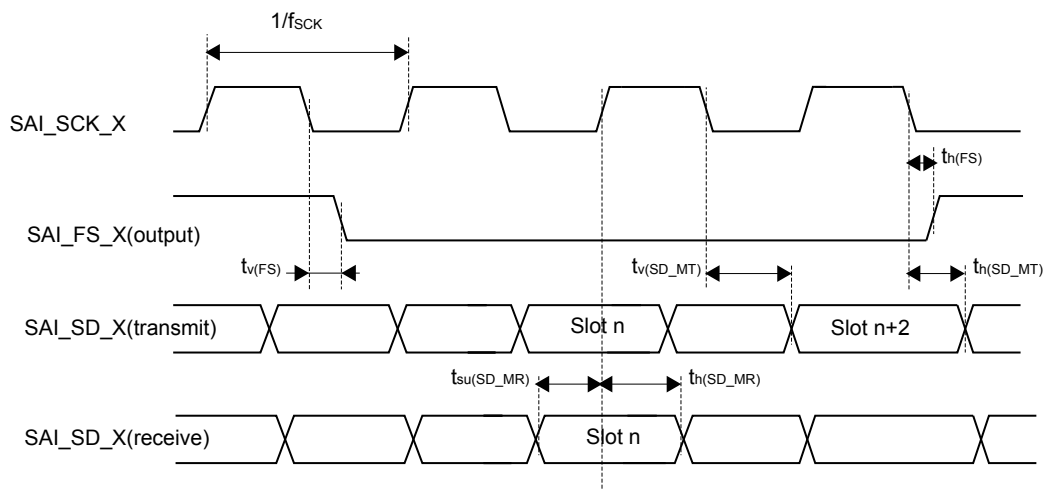 1/fSCK
SAI_SCK_X
th(FS)
SAI_FS_X(output)
tv(FS)
tv(SD_MT)
th(SD_MT)
SAI_SD_X(transmit)
Slot n
Slot n+2
tsu(SD_MR)
th(SD_MR)
SAI_SD_X(receive)
Slot n